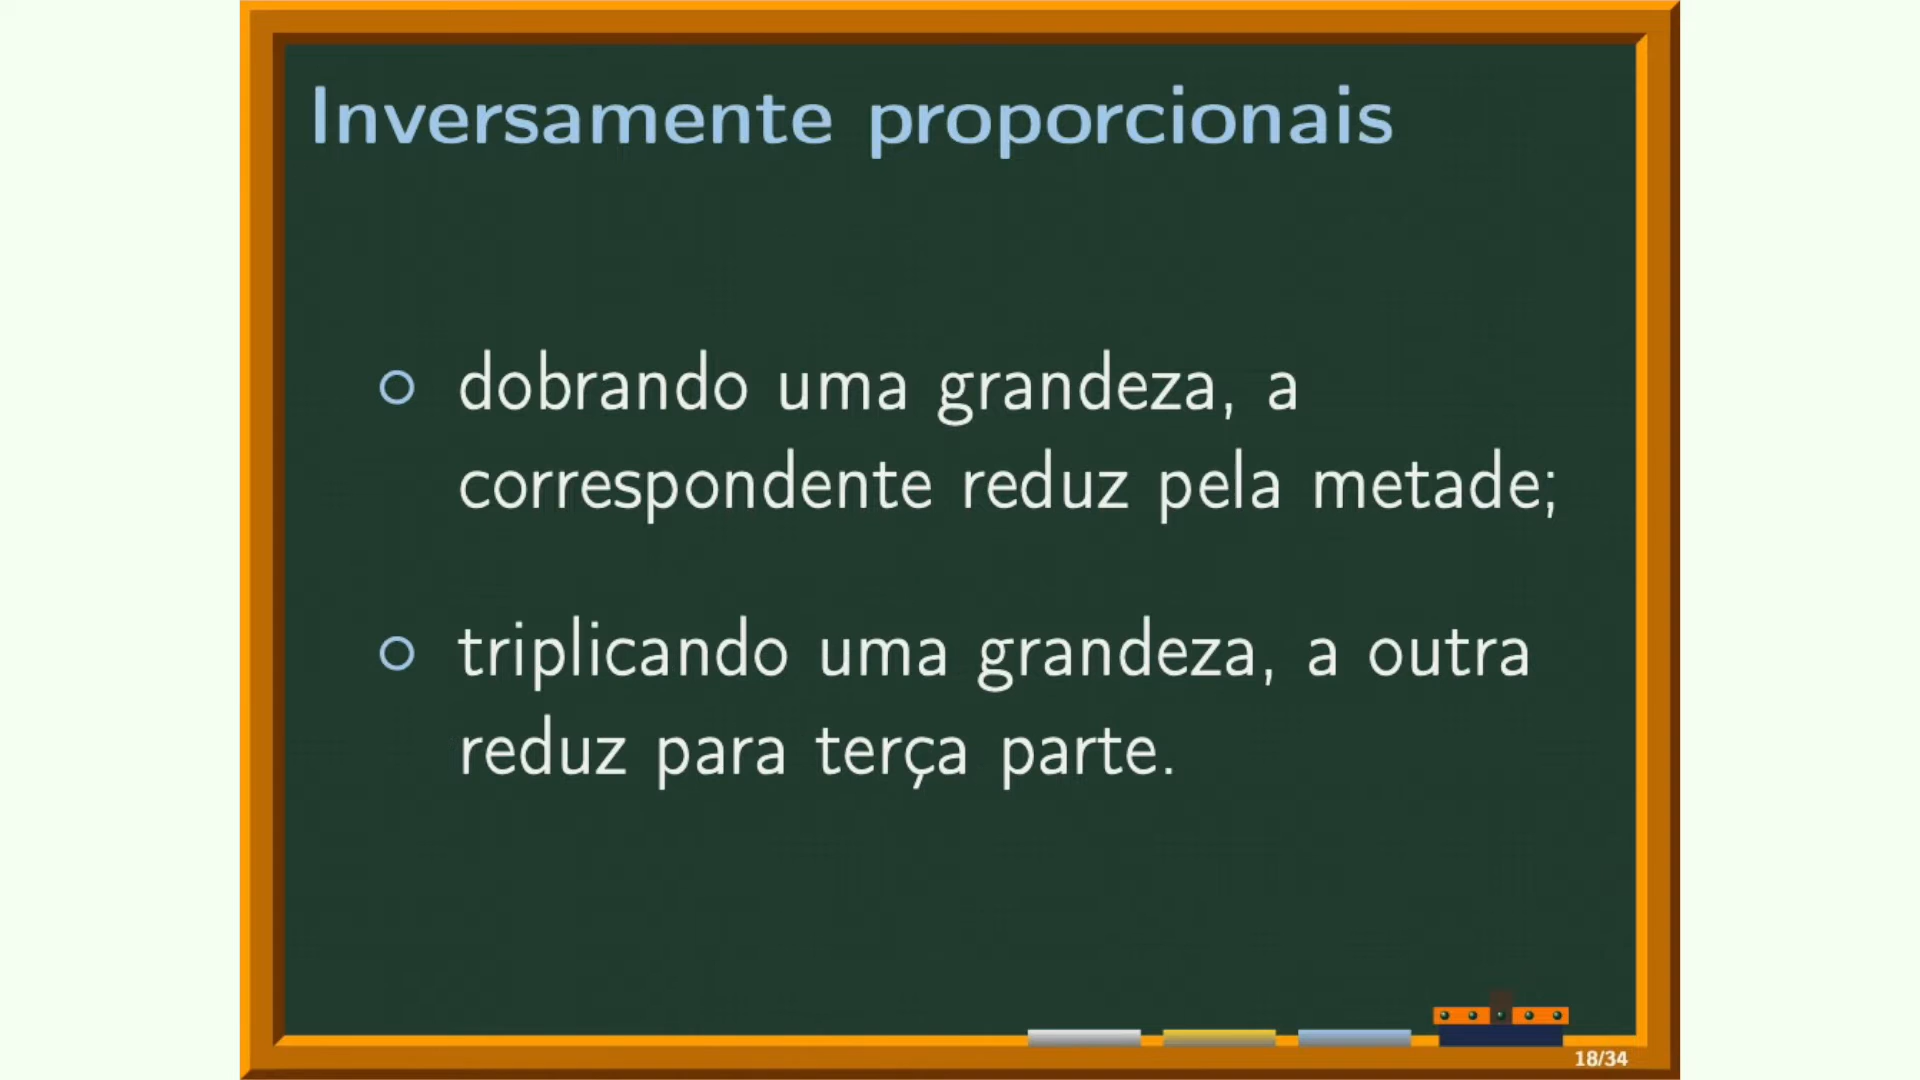 Inversamente proporcionais
dobrando uma grandeza, a
correspondente reduz pela metade;
triplicando uma grandeza, a outra
reduz para terça parte.
18/34